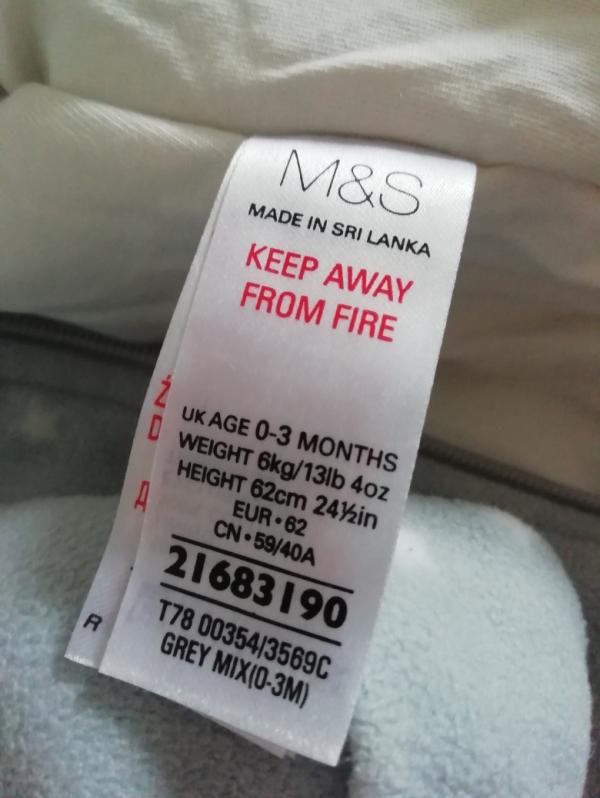 M&S
MADE IN SRI LANKA
KEEP AWAY
FROM FIRE
UK AGE 0-3 MONTHS
WEIGHT 6kg/13lb 4oz
HEIGHT 62cm 24½in
EUR•62
CN•59/40A
21683190
T78 00354/3569C
GREY MIX(0-3M)
R